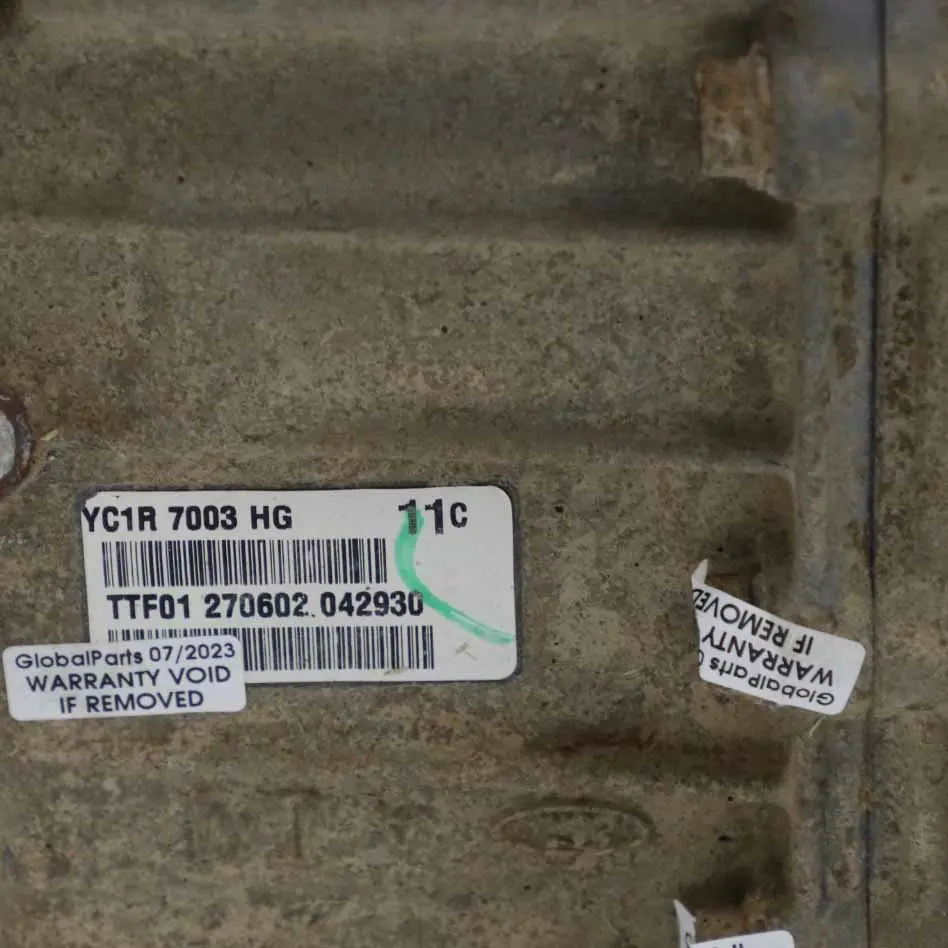 YC1R 7003 HG 11C
TTF01 270602 042930
GlobalParts 07/2023
WARRANTY VOID
IF REMOVED
GlobalParts
WARRANTY
IF REMOVED